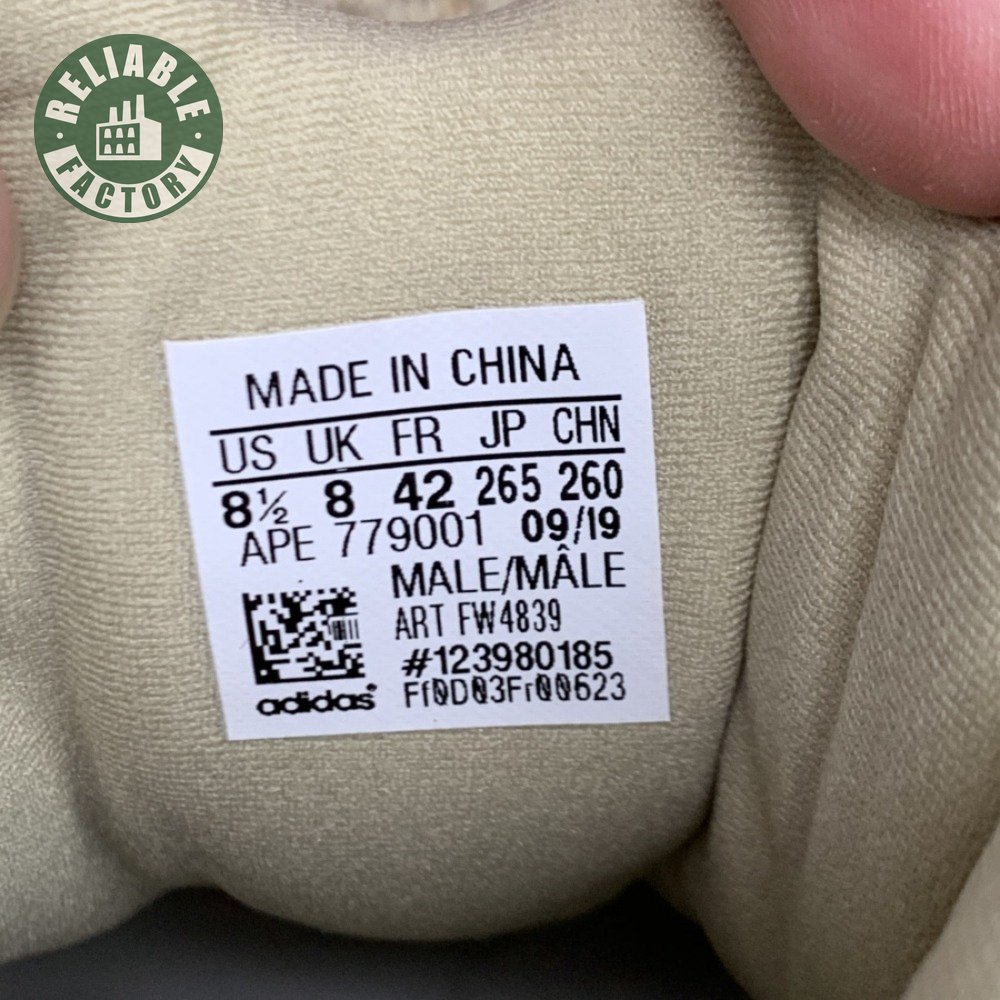 RELIABLE
FACTORY
MADE IN CHINA
US UK FR JP CHN
8½ 8 42 265 260
APE 779001 09/19
MALE/MÂLE
ART FW4839
#123980185
adidas Ff0D03Fr00623